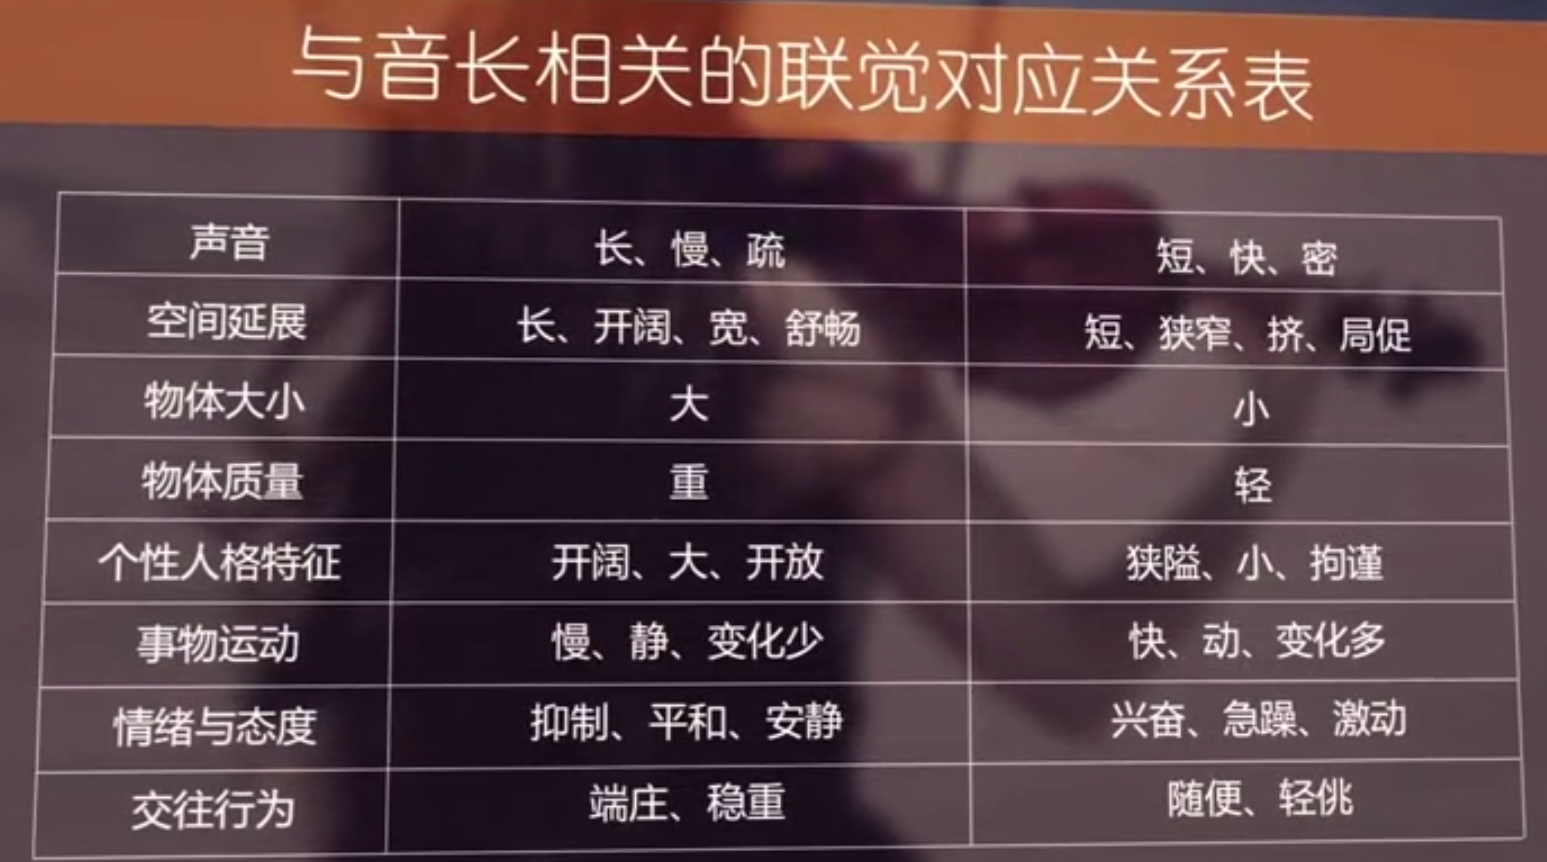 与音长相关的联觉对应关系表
声音 长、慢、疏 短、快、密
空间延展 长、开阔、宽、舒畅 短、狭窄、挤、局促
物体大小 大 小
物体质量 重 轻
个性人格特征 开阔、大、开放 狭隘、小、拘谨
事物运动 慢、静、变化少 快、动、变化多
情绪与态度 抑制、平和、安静 兴奋、急躁、激动
交往行为 端庄、稳重 随便、轻佻